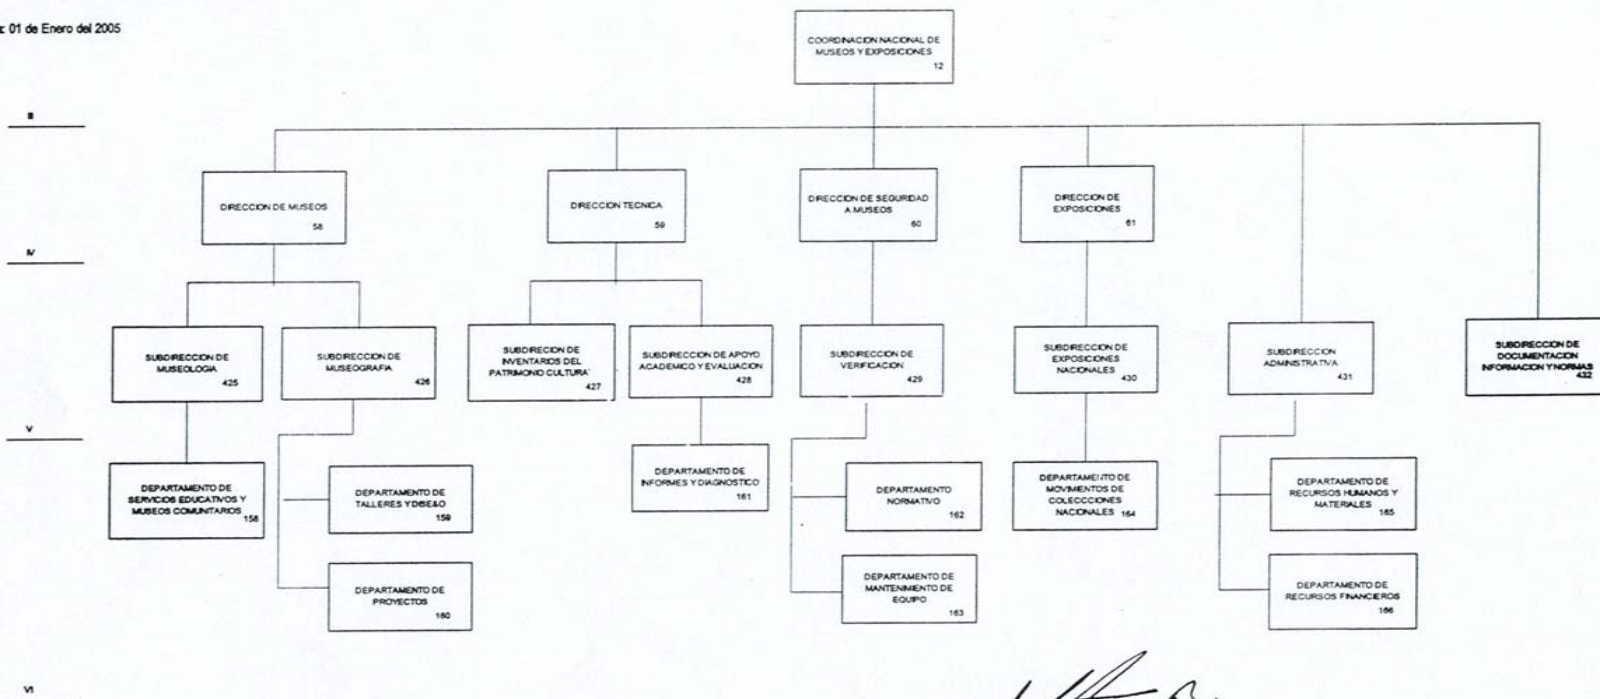 01 de Enero del 2005
COORDINACION NACIONAL DE
MUSEOS Y EXPOSICIONES
12
III
DIRECCION DE MUSEOS
58
DIRECCION TECNICA
59
DIRECCION DE SEGURIDAD
A MUSEOS
60
DIRECCION DE
EXPOSICIONES
61
IV
SUBDIRECCION DE
MUSEOLOGIA
425
SUBDIRECCION DE
MUSEOGRAFIA
426
SUBDIRECION DE
INVENTARIOS DEL
PATRIMONIO CULTURA
427
SUBDIRECCION DE APOYO
ACADEMICO Y EVALUACION
428
SUBDIRECCION DE
VERIFICACION
429
SUBDIRECCION DE
EXPOSICIONES
NACIONALES
430
SUBDIRECCION
ADMINISTRATIVA
431
SUBDIRECCION DE
DOCUMENTACION
INFORMACION Y NORMAS
432
V
DEPARTAMENTO DE
SERVICIOS EDUCATIVOS Y
MUSEOS COMUNITARIOS
158
DEPARTAMENTO DE
TALLERES Y DISE&O
159
DEPARTAMENTO DE
PROYECTOS
160
DEPARTAMENTO DE
INFORMES Y DIAGNOSTICO
161
DEPARTAMENTO
NORMATIVO
162
DEPARTAMENTO DE
MANTENIMIENTO DE
EQUIPO
163
DEPARTAMENTO DE
MOVIMIENTOS DE
COLECCCIONES
NACIONALES 164
DEPARTAMENTO DE
RECURSOS HUMANOS Y
MATERIALES
165
DEPARTAMENTO DE
RECURSOS FINANCIEROS
166
VI